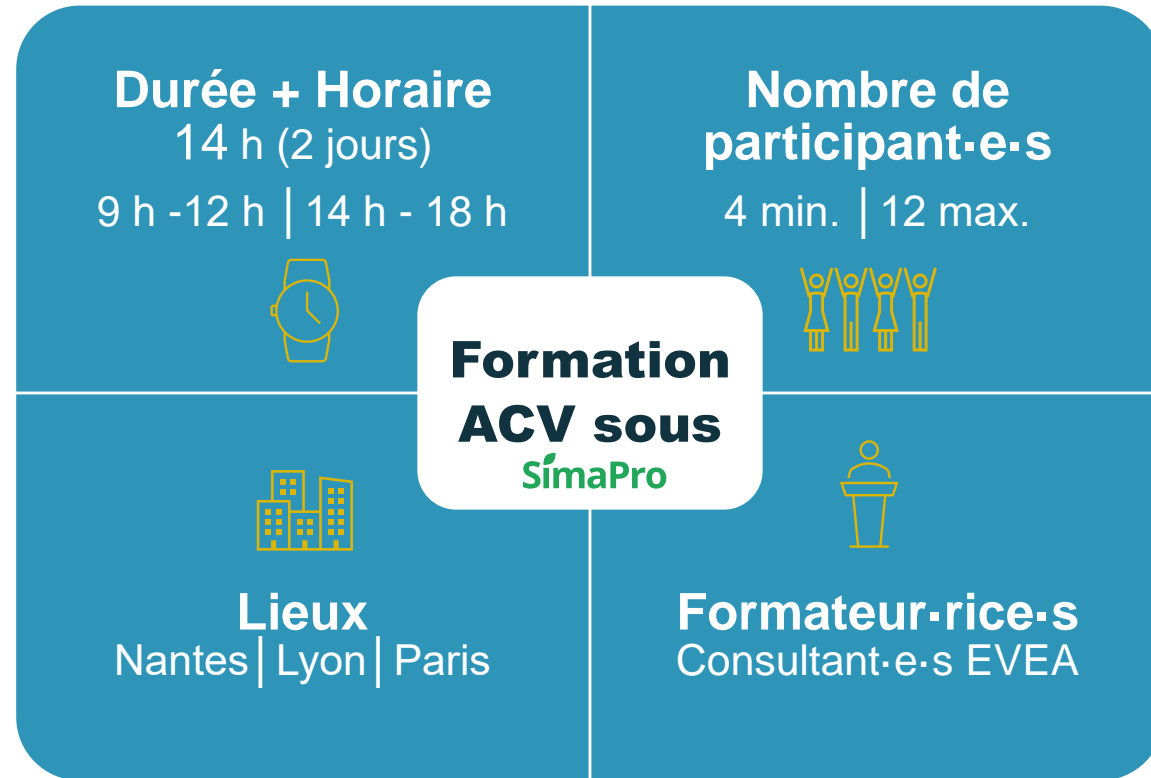 Durée + Horaire
14 h (2 jours)
9 h -12 h | 14 h - 18 h
Nombre de
participant·e·s
4 min. | 12 max.
Formation
ACV sous
SimaPro
Lieux
Nantes | Lyon | Paris
Formateur·rice·s
Consultant·e·s EVEA